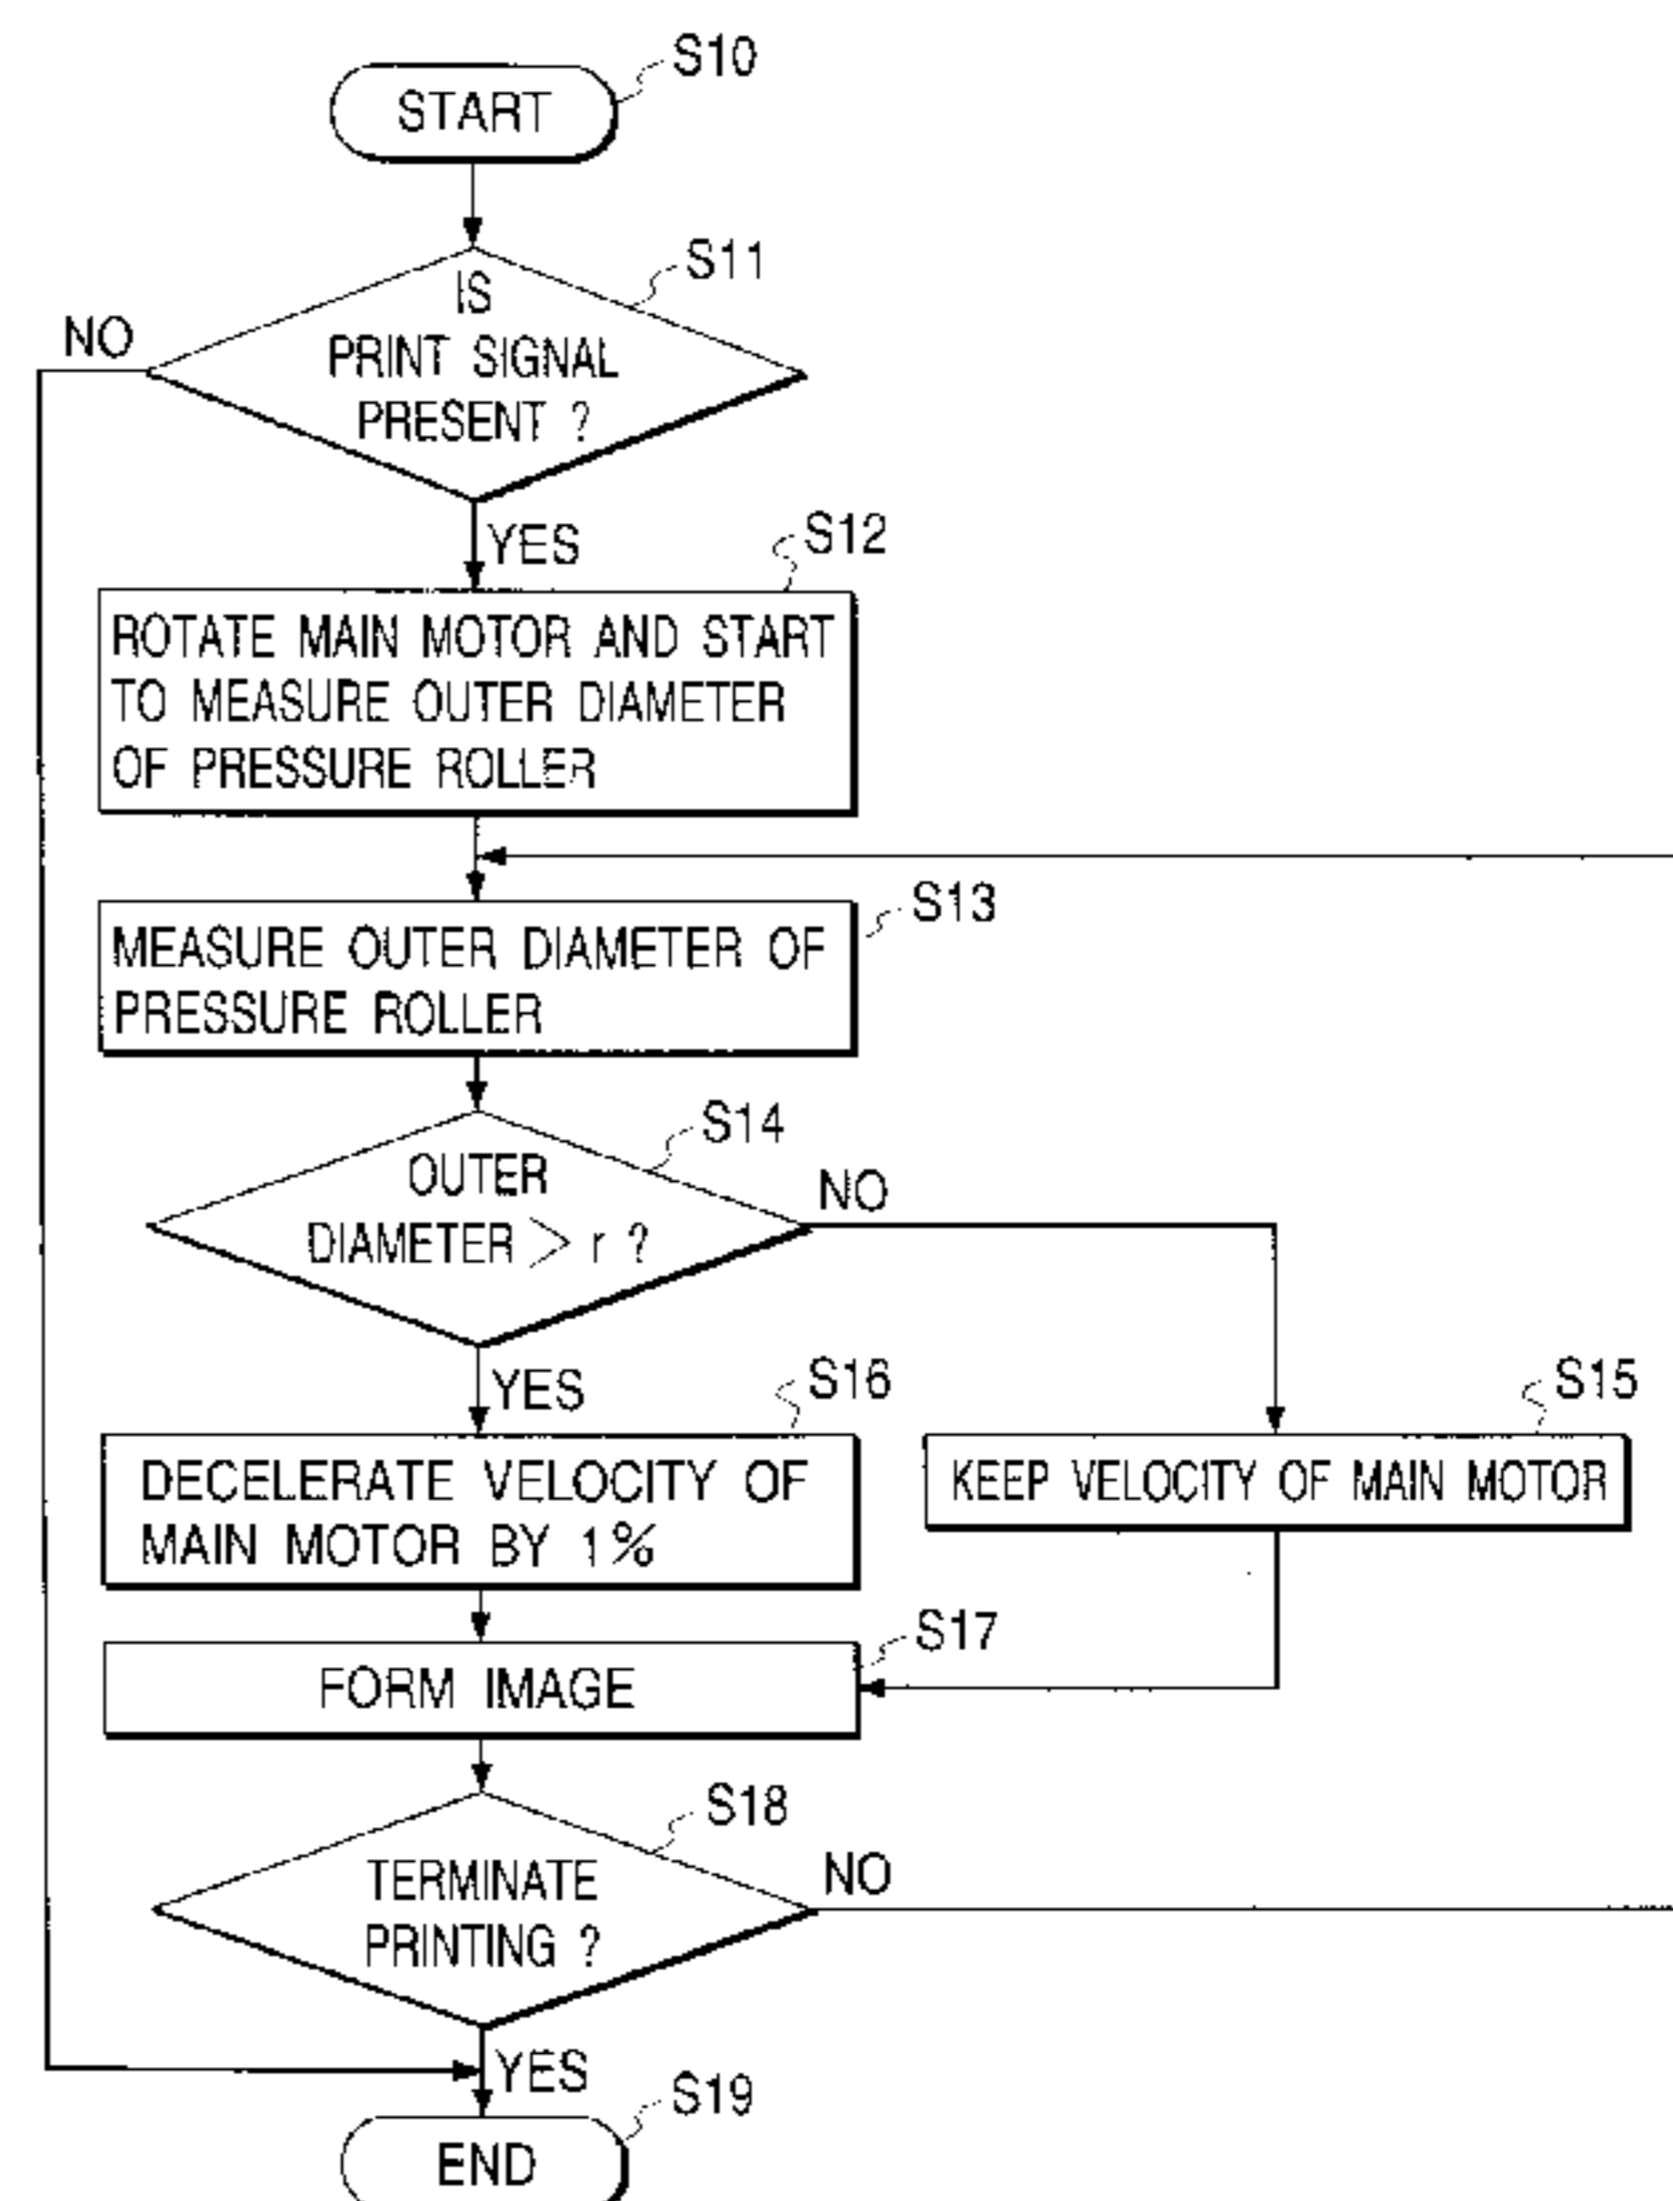 S10
START
S11
IS
PRINT SIGNAL
PRESENT ?
NO
YES
S12
ROTATE MAIN MOTOR AND START
TO MEASURE OUTER DIAMETER
OF PRESSURE ROLLER
S13
MEASURE OUTER DIAMETER OF
PRESSURE ROLLER
S14
OUTER
DIAMETER > r ?
NO
YES
S16
DECELERATE VELOCITY OF
MAIN MOTOR BY 1%
S15
KEEP VELOCITY OF MAIN MOTOR
S17
FORM IMAGE
S18
TERMINATE
PRINTING ?
NO
YES
S19
END